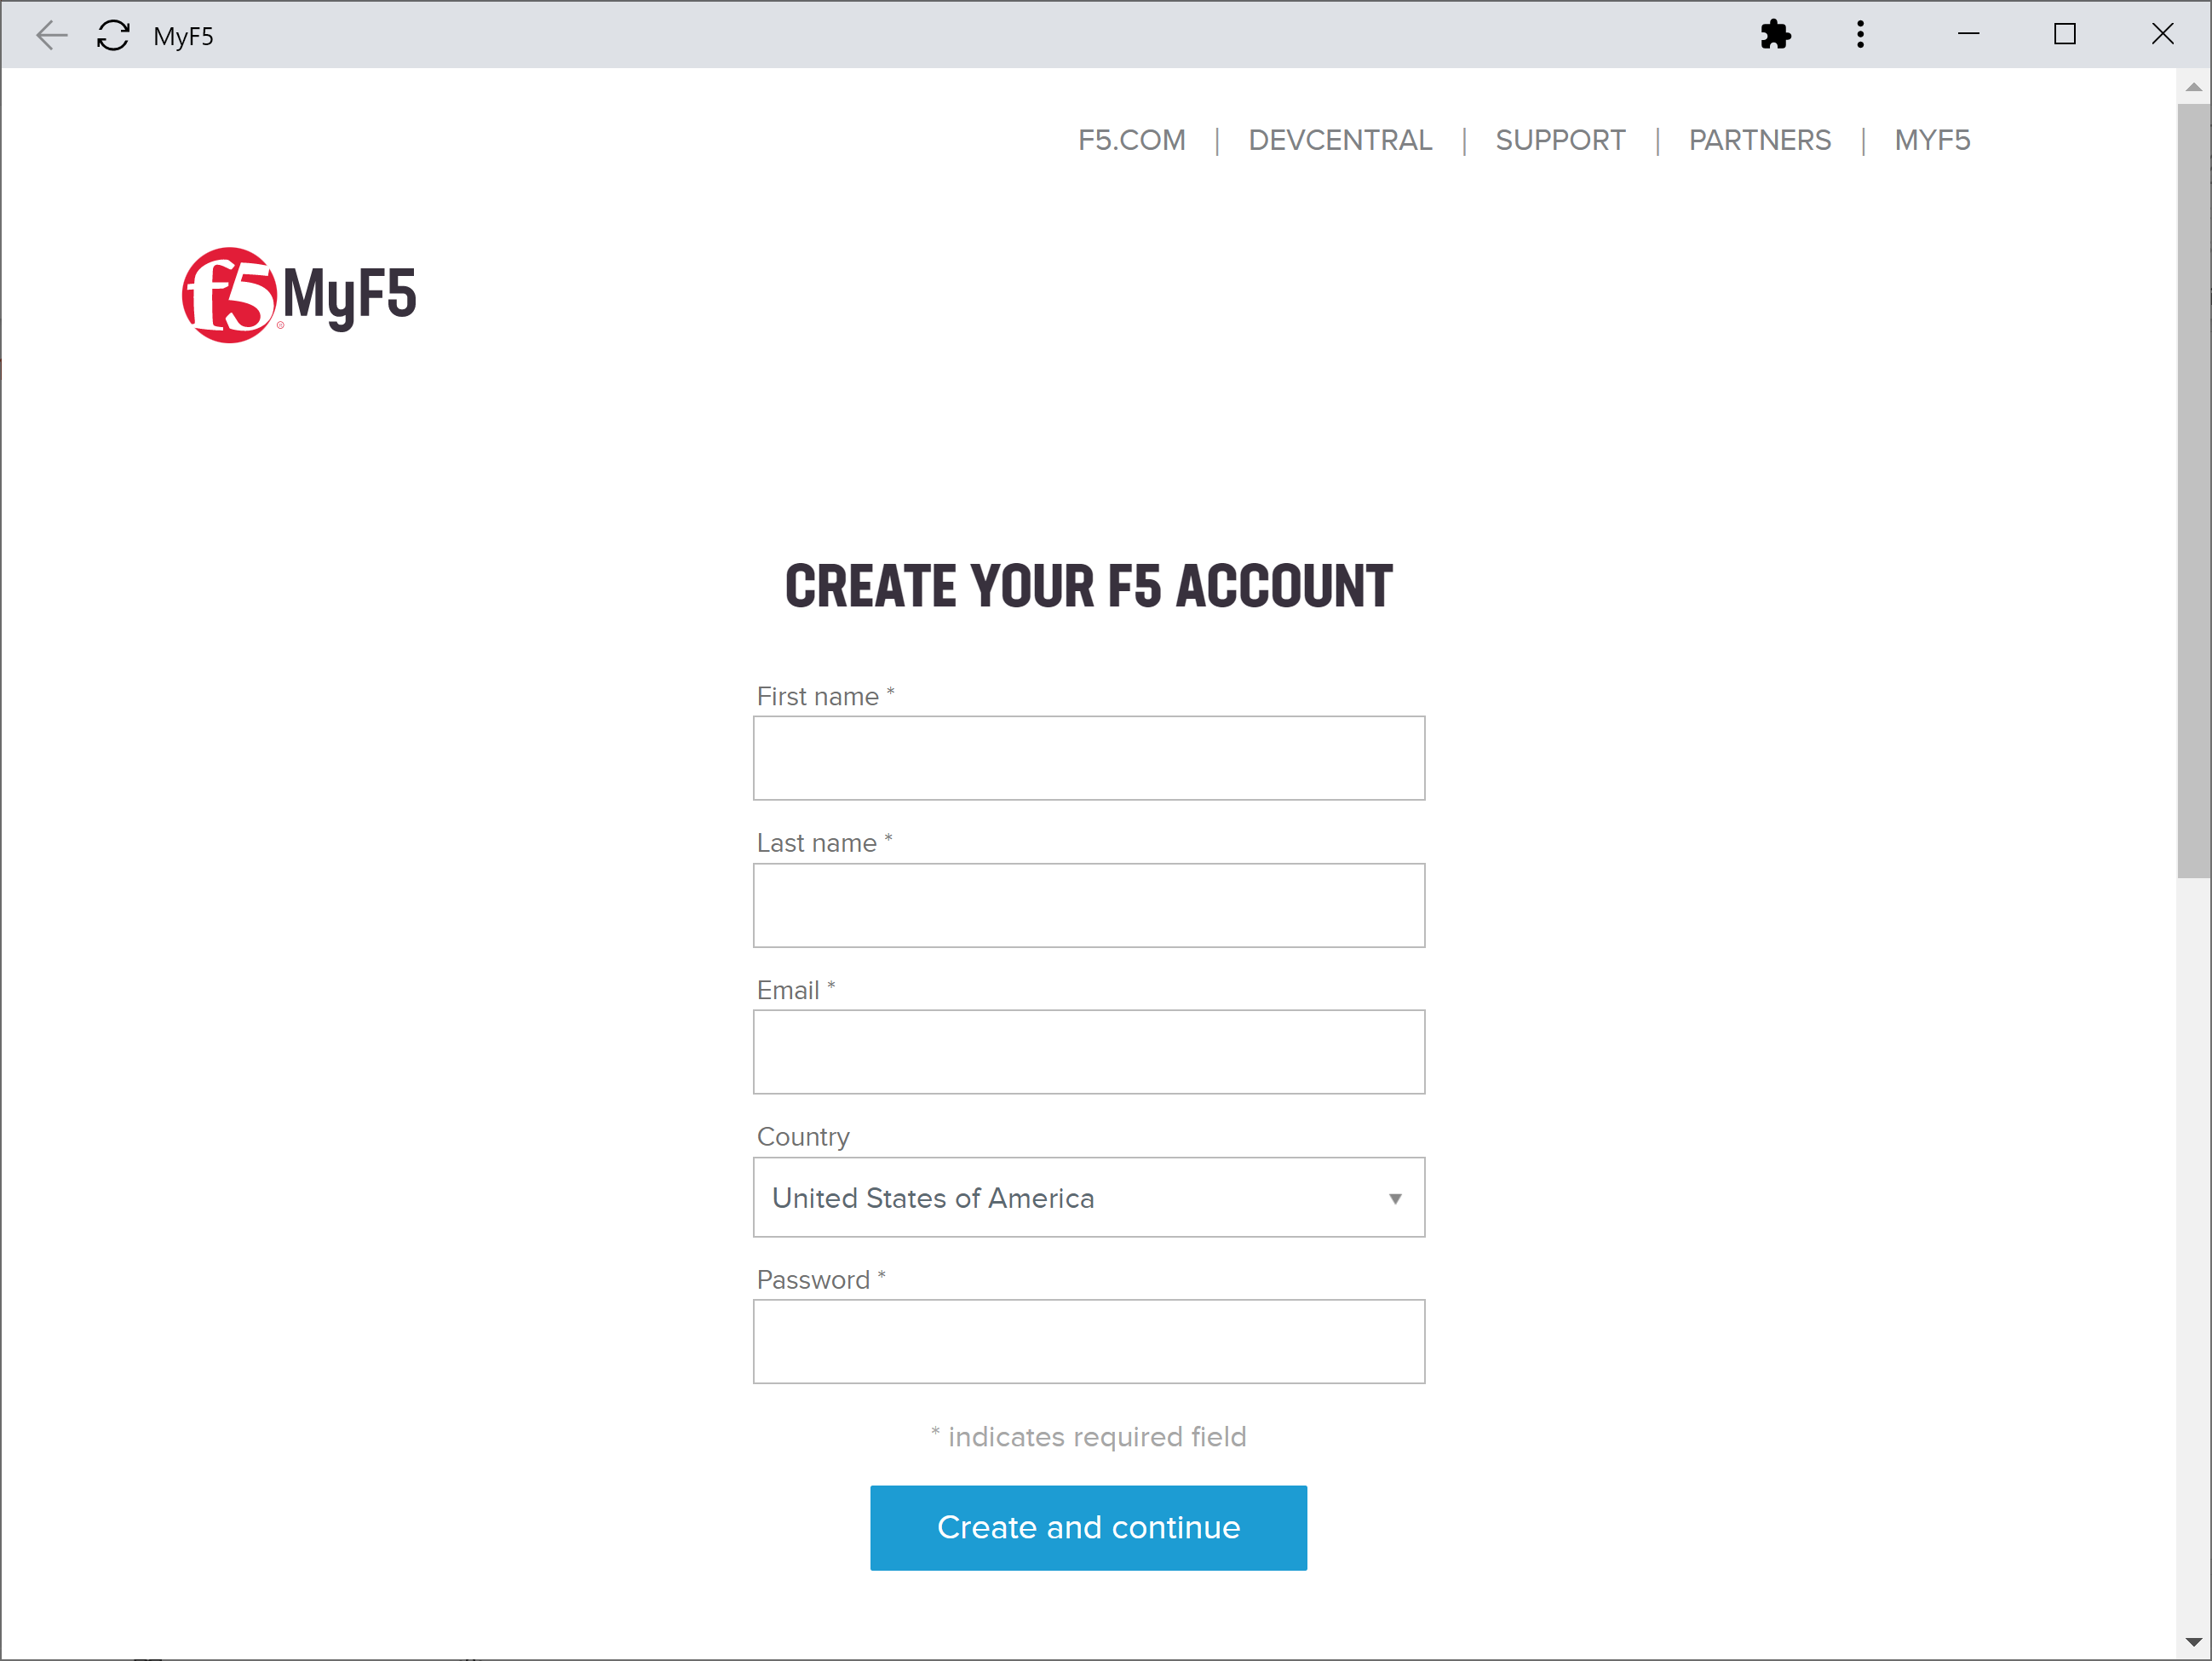 MyF5
F5.COM | DEVCENTRAL | SUPPORT | PARTNERS | MYF5
f5® MyF5
CREATE YOUR F5 ACCOUNT
First name *
Last name *
Email *
Country
United States of America
Password *
* indicates required field
Create and continue